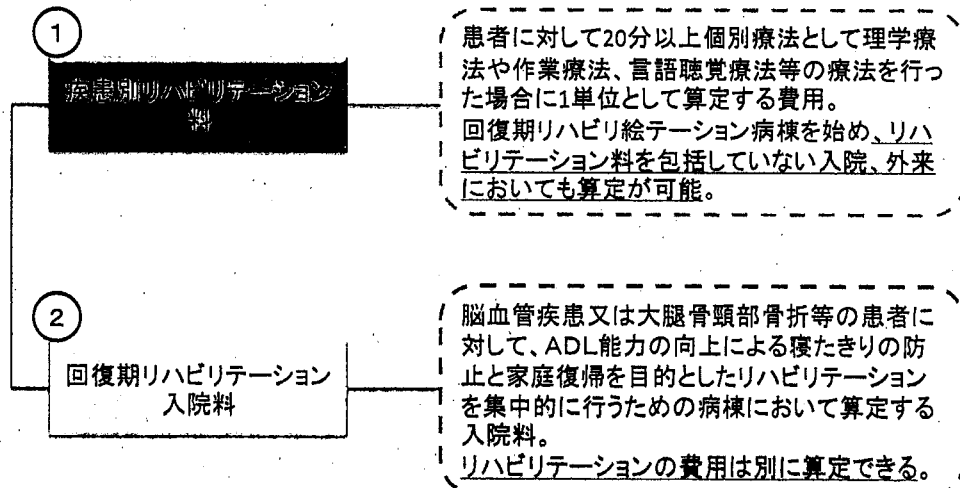 1
疾患別リハビリテーション
料
患者に対して20分以上個別療法として理学療
法や作業療法、言語聴覚療法等の療法を行っ
た場合に1単位として算定する費用。
回復期リハビリ絵テーション病棟を始め、リハ
ビリテーション料を包括していない入院、外来
においても算定が可能。
2
回復期リハビリテーション
入院料
脳血管疾患又は大腿骨頸部骨折等の患者に
対して、ADL能力の向上による寝たきりの防
止と家庭復帰を目的としたリハビリテーション
を集中的に行うための病棟において算定する
入院料。
リハビリテーションの費用は別に算定できる。